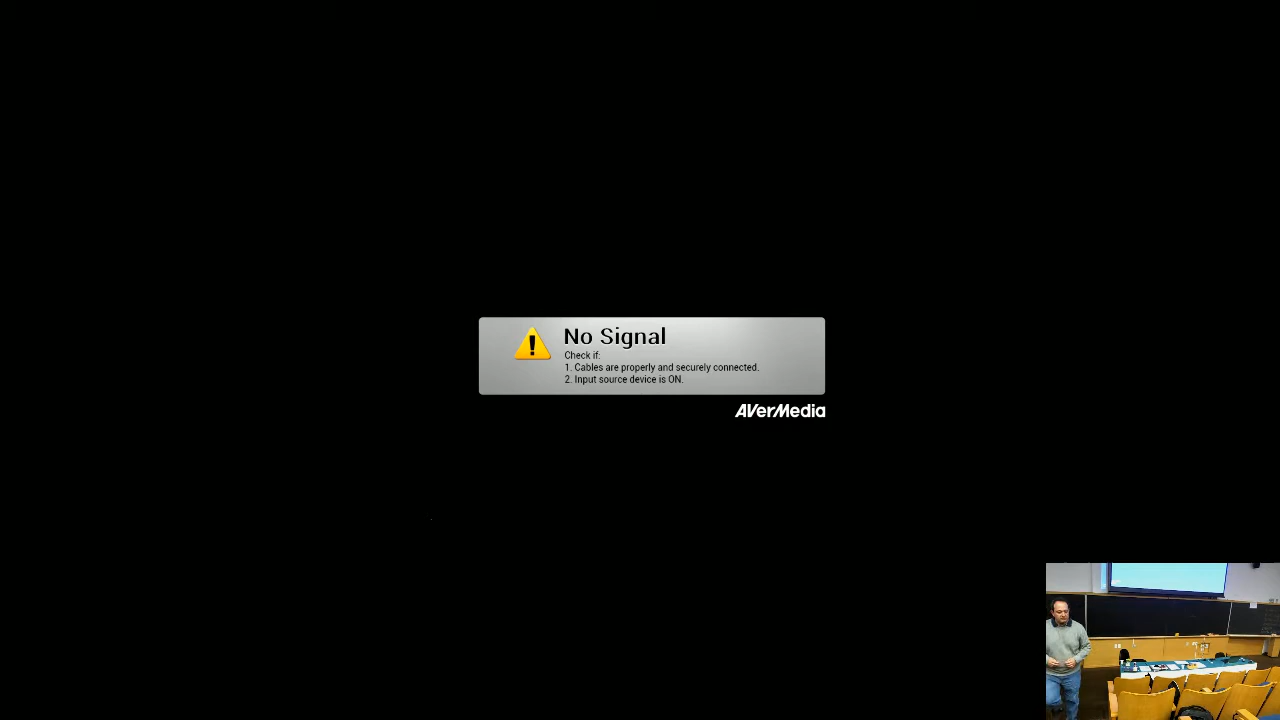 No Signal
Check if:
1. Cables are properly and securely connected.
2. Input source device is ON.
AVerMedia